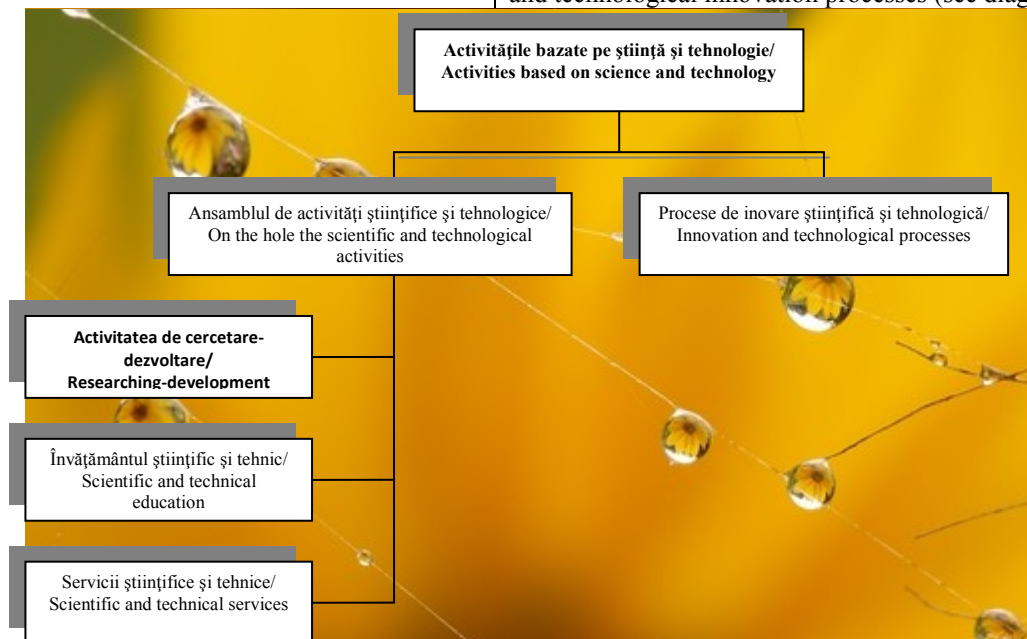 and technological innovation processes (see diag
Activităţile bazate pe ştiinţă şi tehnologie/
Activities based on science and technology
Ansamblul de activităţi ştiinţifice şi tehnologice/
On the hole the scientific and technological
activities
Procese de inovare ştiinţifică şi tehnologică/
Innovation and technological processes
Activitatea de cercetare-
dezvoltare/
Researching-development
Învăţământul ştiinţific şi tehnic/
Scientific and technical
education
Servicii ştiinţifice şi tehnice/
Scientific and technical services